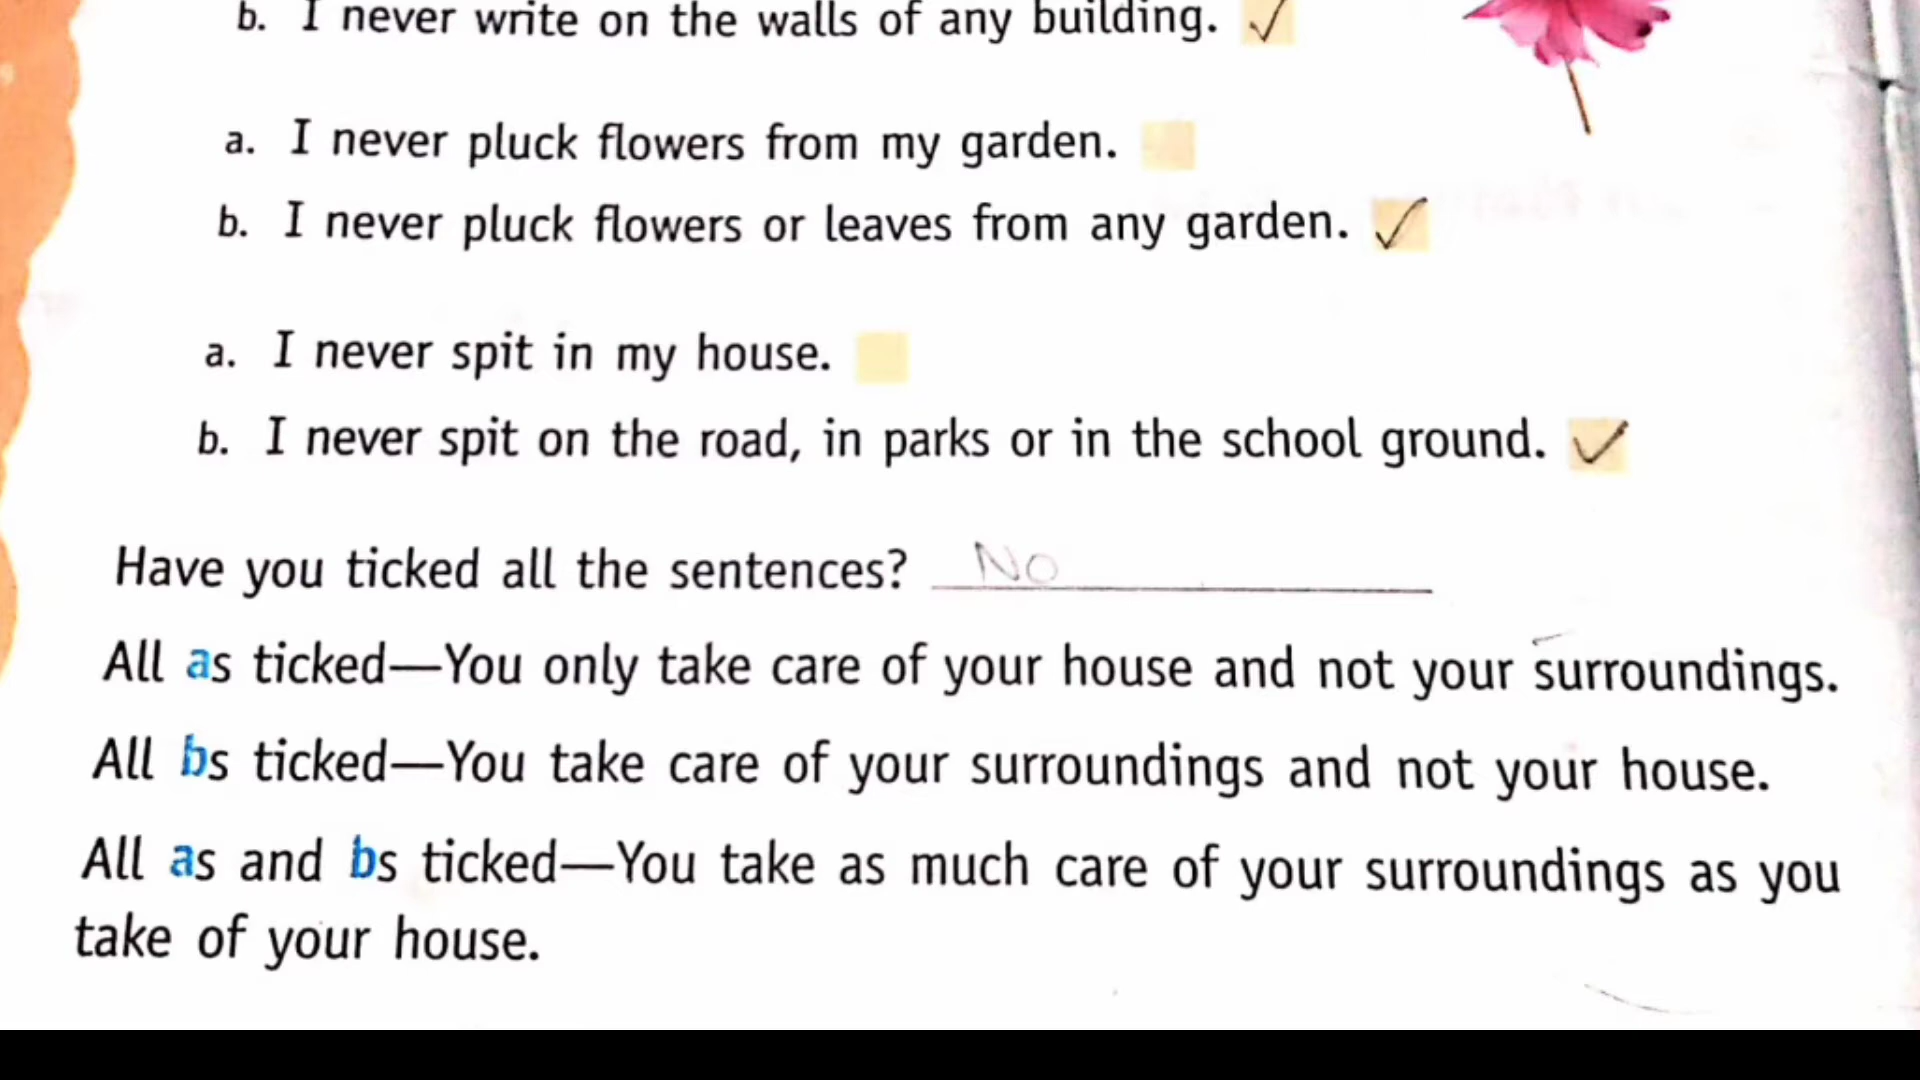 b. I never write on the walls of any building. ✓
a. I never pluck flowers from my garden.
b. I never pluck flowers or leaves from any garden. ✓
a. I never spit in my house.
b. I never spit on the road, in parks or in the school ground. ✓
Have you ticked all the sentences? No
All as ticked—You only take care of your house and not your surroundings.
All bs ticked—You take care of your surroundings and not your house.
All as and bs ticked—You take as much care of your surroundings as you
take of your house.